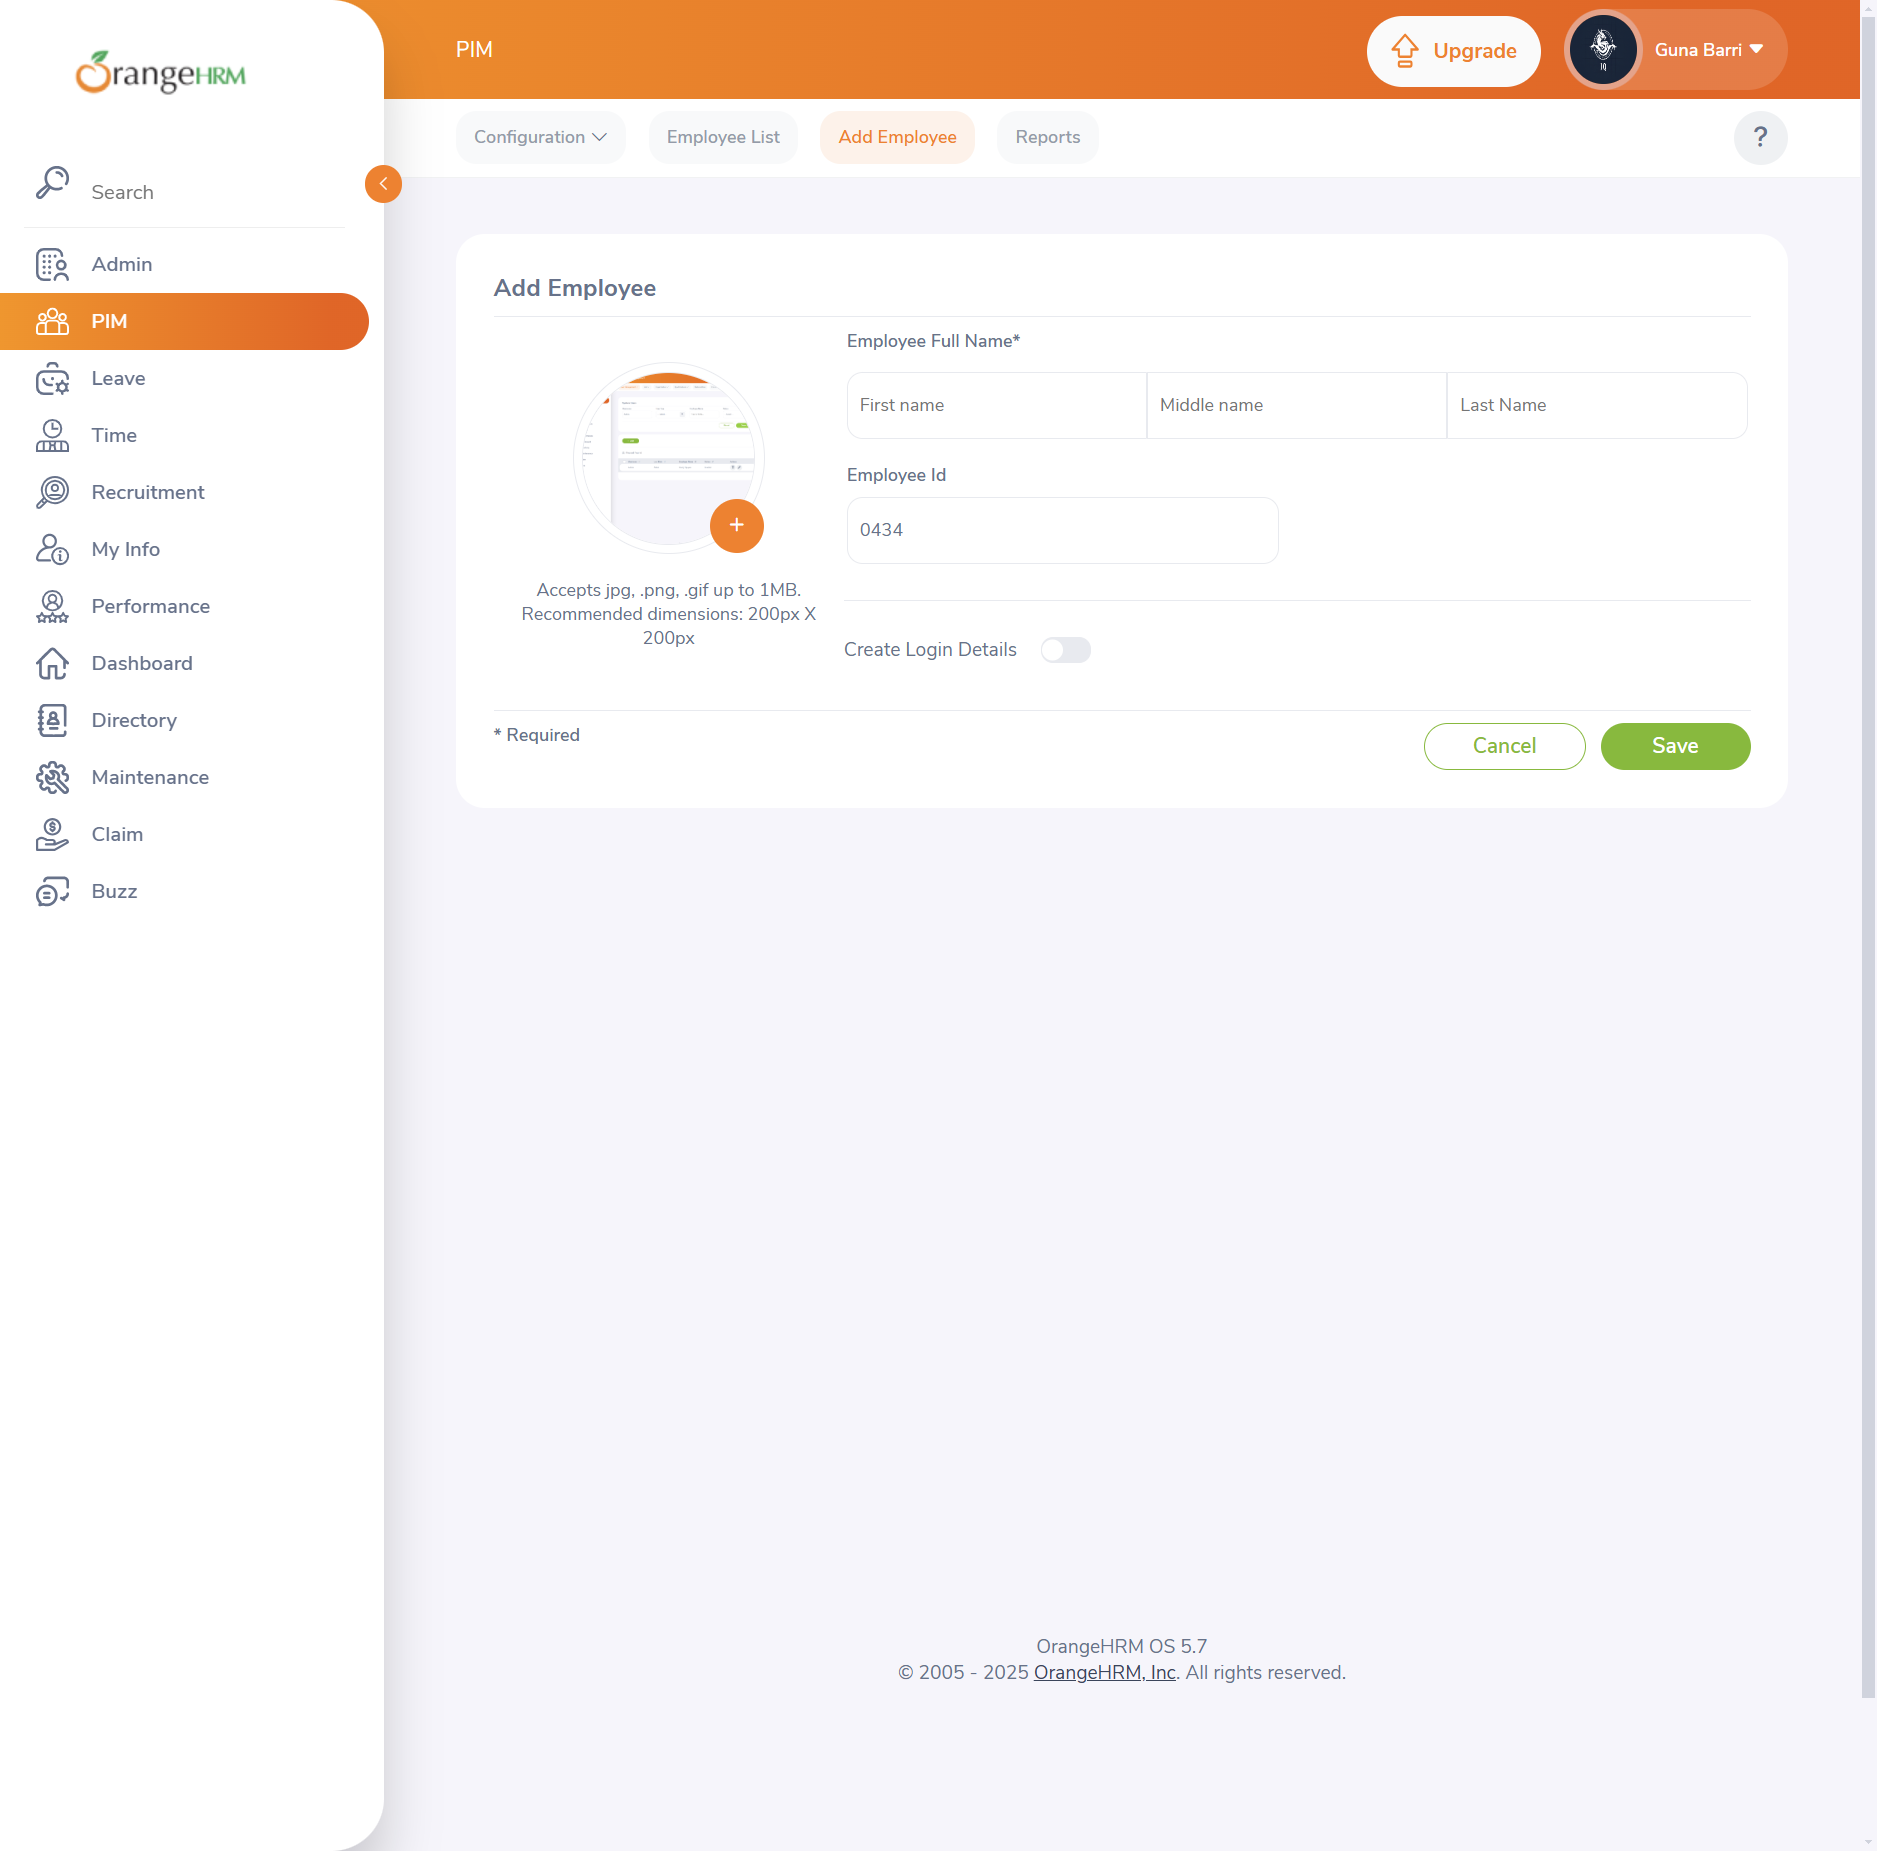 OrangeHRM
PIM
Upgrade
Guna Barri
Configuration
Employee List
Add Employee
Reports
?
Search
Admin
PIM
Leave
Time
Recruitment
My Info
Performance
Dashboard
Directory
Maintenance
Claim
Buzz
Add Employee
Employee Full Name*
First name
Middle name
Last Name
Employee Id
0434
Accepts jpg, .png, .gif up to 1MB.
Recommended dimensions: 200px X
200px
Create Login Details
* Required
Cancel
Save
OrangeHRM OS 5.7
© 2005 - 2025 OrangeHRM, Inc. All rights reserved.